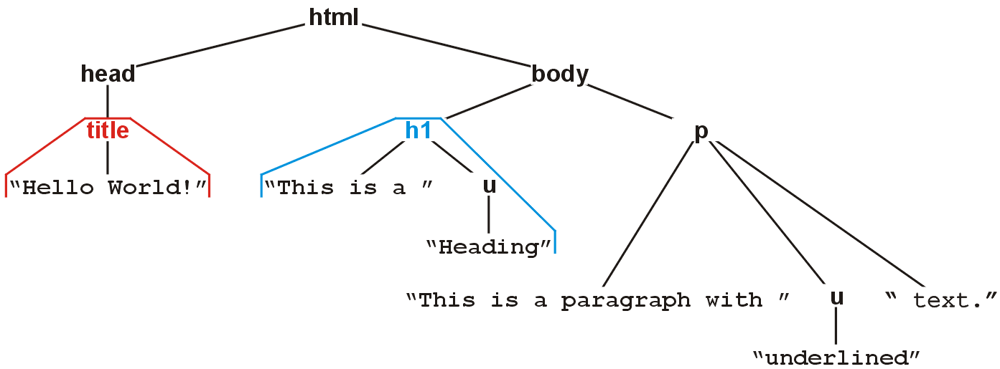 html
head body
title h1 p
“Hello World!” “This is a ” u
“Heading”
“This is a paragraph with ” u “ text.”
“underlined”